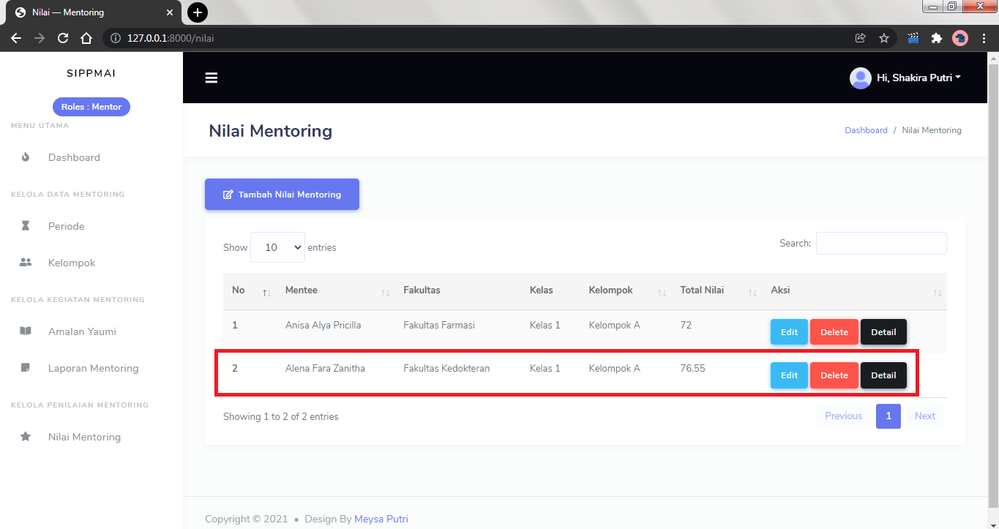 Nilai — Mentoring
127.0.0.1:8000/nilai
SIPPMAI
Roles : Mentor
MENU UTAMA
Dashboard
KELOLA DATA MENTORING
Periode
Kelompok
KELOLA KEGIATAN MENTORING
Amalan Yaumi
Laporan Mentoring
KELOLA PENILAIAN MENTORING
Nilai Mentoring
Hi, Shakira Putri
Nilai Mentoring
Dashboard / Nilai Mentoring
Tambah Nilai Mentoring
Show 10 entries
Search:
No Mentee Fakultas Kelas Kelompok Total Nilai Aksi
1 Anisa Alya Pricilla Fakultas Farmasi Kelas 1 Kelompok A 72 Edit Delete Detail
2 Alena Fara Zanitha Fakultas Kedokteran Kelas 1 Kelompok A 76.55 Edit Delete Detail
Showing 1 to 2 of 2 entries
Previous 1 Next
Copyright © 2021 • Design By Meysa Putri